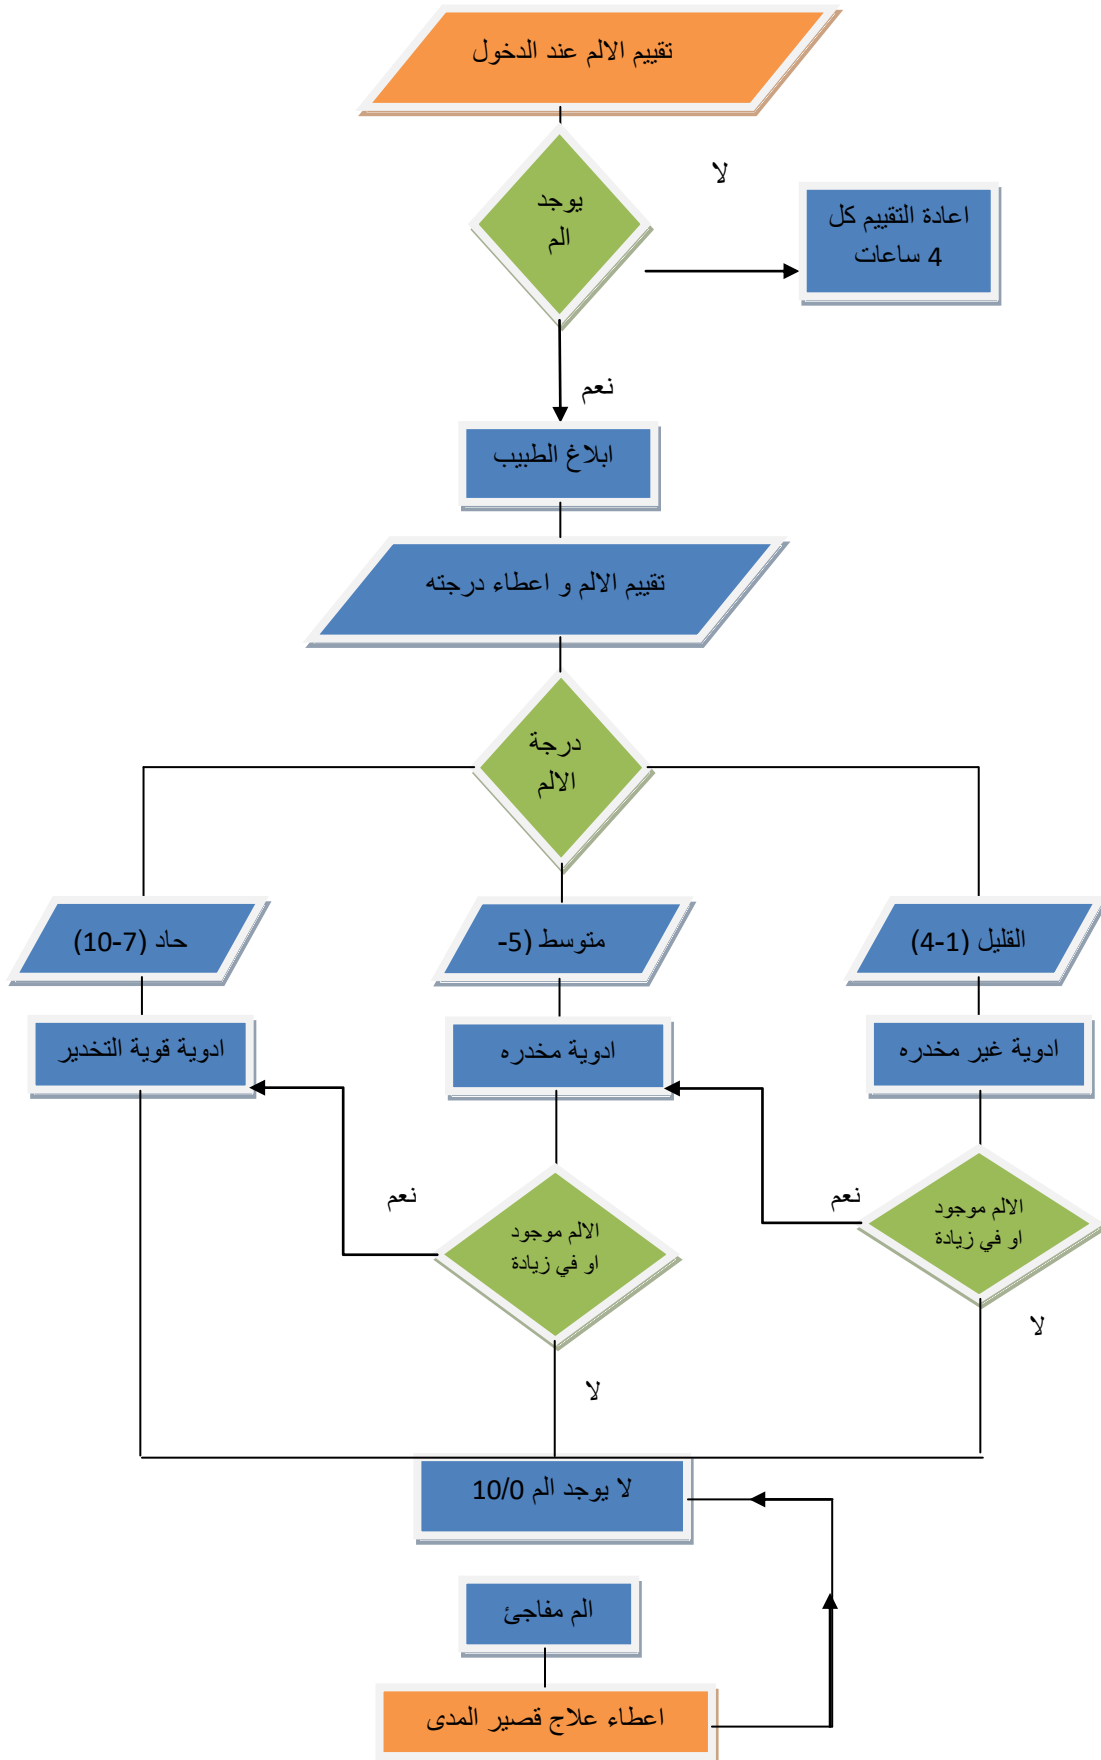 تقييم الالم عند الدخول
لا
يوجد
الم
اعادة التقييم كل
4 ساعات
نعم
ابلاغ الطبيب
تقييم الالم و اعطاء درجته
درجة
الالم
القليل (1-4)
متوسط (5-
حاد (7-10)
ادوية غير مخدره
ادوية مخدره
ادوية قوية التخدير
نعم
الالم موجود
او في زيادة
نعم
الالم موجود
او في زيادة
لا
لا
لا يوجد الم 10/0
الم مفاجئ
اعطاء علاج قصير المدى